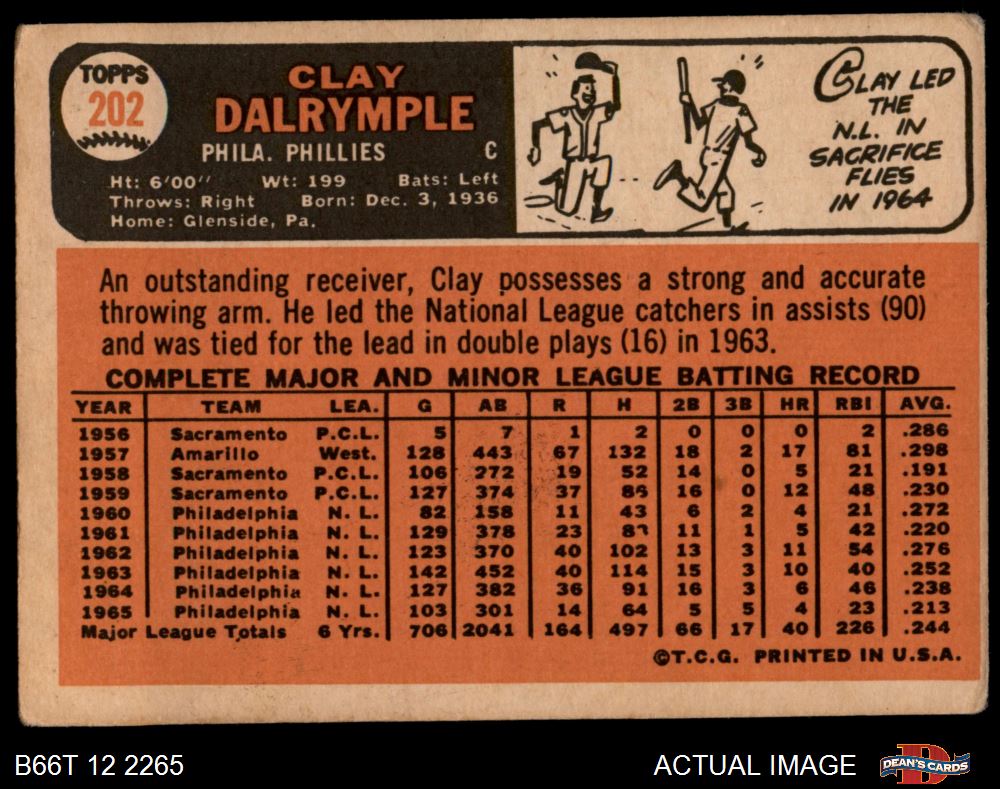 TOPPS
202
CLAY
DALRYMPLE
PHILA. PHILLIES C
Ht: 6'00" Wt: 199 Bats: Left
Throws: Right Born: Dec. 3, 1936
Home: Glenside, Pa.
CLAY LED
THE
N.L. IN
SACRIFICE
FLIES
IN 1964
An outstanding receiver, Clay possesses a strong and accurate
throwing arm. He led the National League catchers in assists (90)
and was tied for the lead in double plays (16) in 1963.
COMPLETE MAJOR AND MINOR LEAGUE BATTING RECORD
YEAR TEAM LEA. G AB R H 2B 3B HR RBI AVG.
1956 Sacramento P.C.L. 5 7 1 2 0 0 0 2 .286
1957 Amarillo West. 128 443 67 132 18 2 17 81 .298
1958 Sacramento P.C.L. 106 272 19 52 14 0 5 21 .191
1959 Sacramento P.C.L. 127 374 37 86 16 0 12 48 .230
1960 Philadelphia N. L. 82 158 11 43 6 2 4 21 .272
1961 Philadelphia N. L. 129 378 23 83 11 1 5 42 .220
1962 Philadelphia N. L. 123 370 40 102 13 3 11 54 .276
1963 Philadelphia N. L. 142 452 40 114 15 3 10 40 .252
1964 Philadelphia N. L. 127 382 36 91 16 3 6 46 .238
1965 Philadelphia N. L. 103 301 14 64 5 5 4 23 .213
Major League Totals 6 Yrs. 706 2041 164 497 66 17 40 226 .244
©T.C.G. PRINTED IN U.S.A.
B66T 12 2265
ACTUAL IMAGE
DEAN'S CARDS